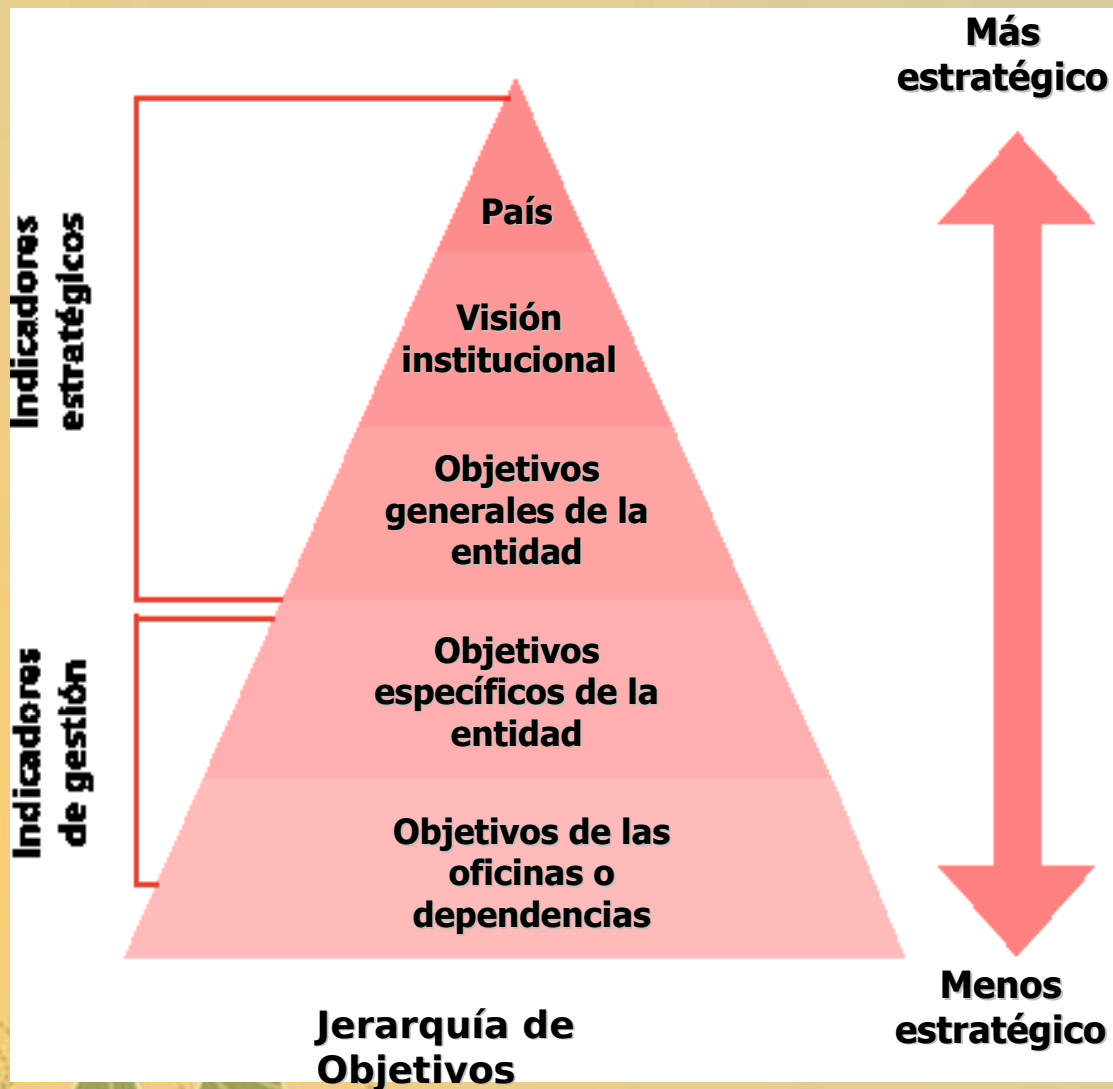 Más
estratégico
Indicadores
estratégicos
País
Visión
institucional
Objetivos
generales de la
entidad
Indicadores
de gestión
Objetivos
específicos de la
entidad
Objetivos de las
oficinas o
dependencias
Menos
estratégico
Jerarquía de
Objetivos